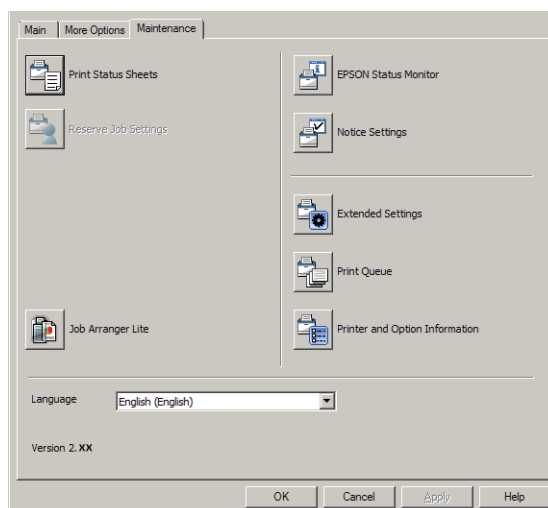 Main
More Options
Maintenance
Print Status Sheets
EPSON Status Monitor
Reserve Job Settings
Notice Settings
Extended Settings
Print Queue
Job Arranger Lite
Printer and Option Information
Language
English (English)
Version 2.XX
OK
Cancel
Apply
Help